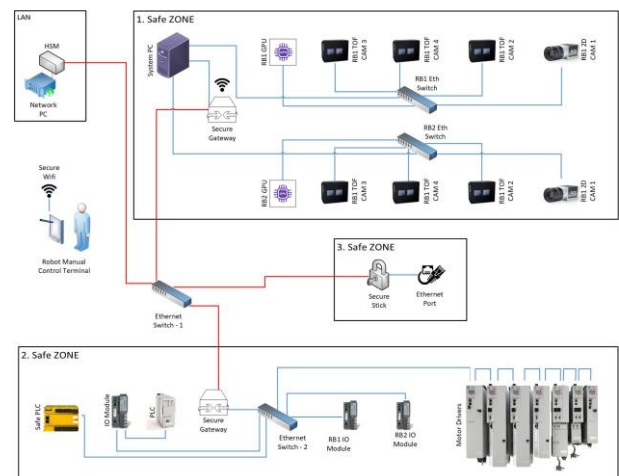 LAN
HSM
Network
PC
Secure
Wifi
Robot Manual
Control Terminal
1. Safe ZONE
System PC
RB1 GPU
RB1 TOF
CAM 3
RB1 TOF
CAM 4
RB1 TOF
CAM 2
RB1 2D
CAM 1
RB1 Eth
Switch
Secure
Gateway
RB2 Eth
Switch
RB2 GPU
RB1 TOF
CAM 3
RB1 TOF
CAM 4
RB1 TOF
CAM 2
RB1 2D
CAM 1
3. Safe ZONE
Secure
Stick
Ethernet
Port
Ethernet
Switch - 1
2. Safe ZONE
Safe PLC
IO Module
PLC
Secure
Gateway
Ethernet
Switch - 2
RB1 IO
Module
RB2 IO
Module
Motor Drivers